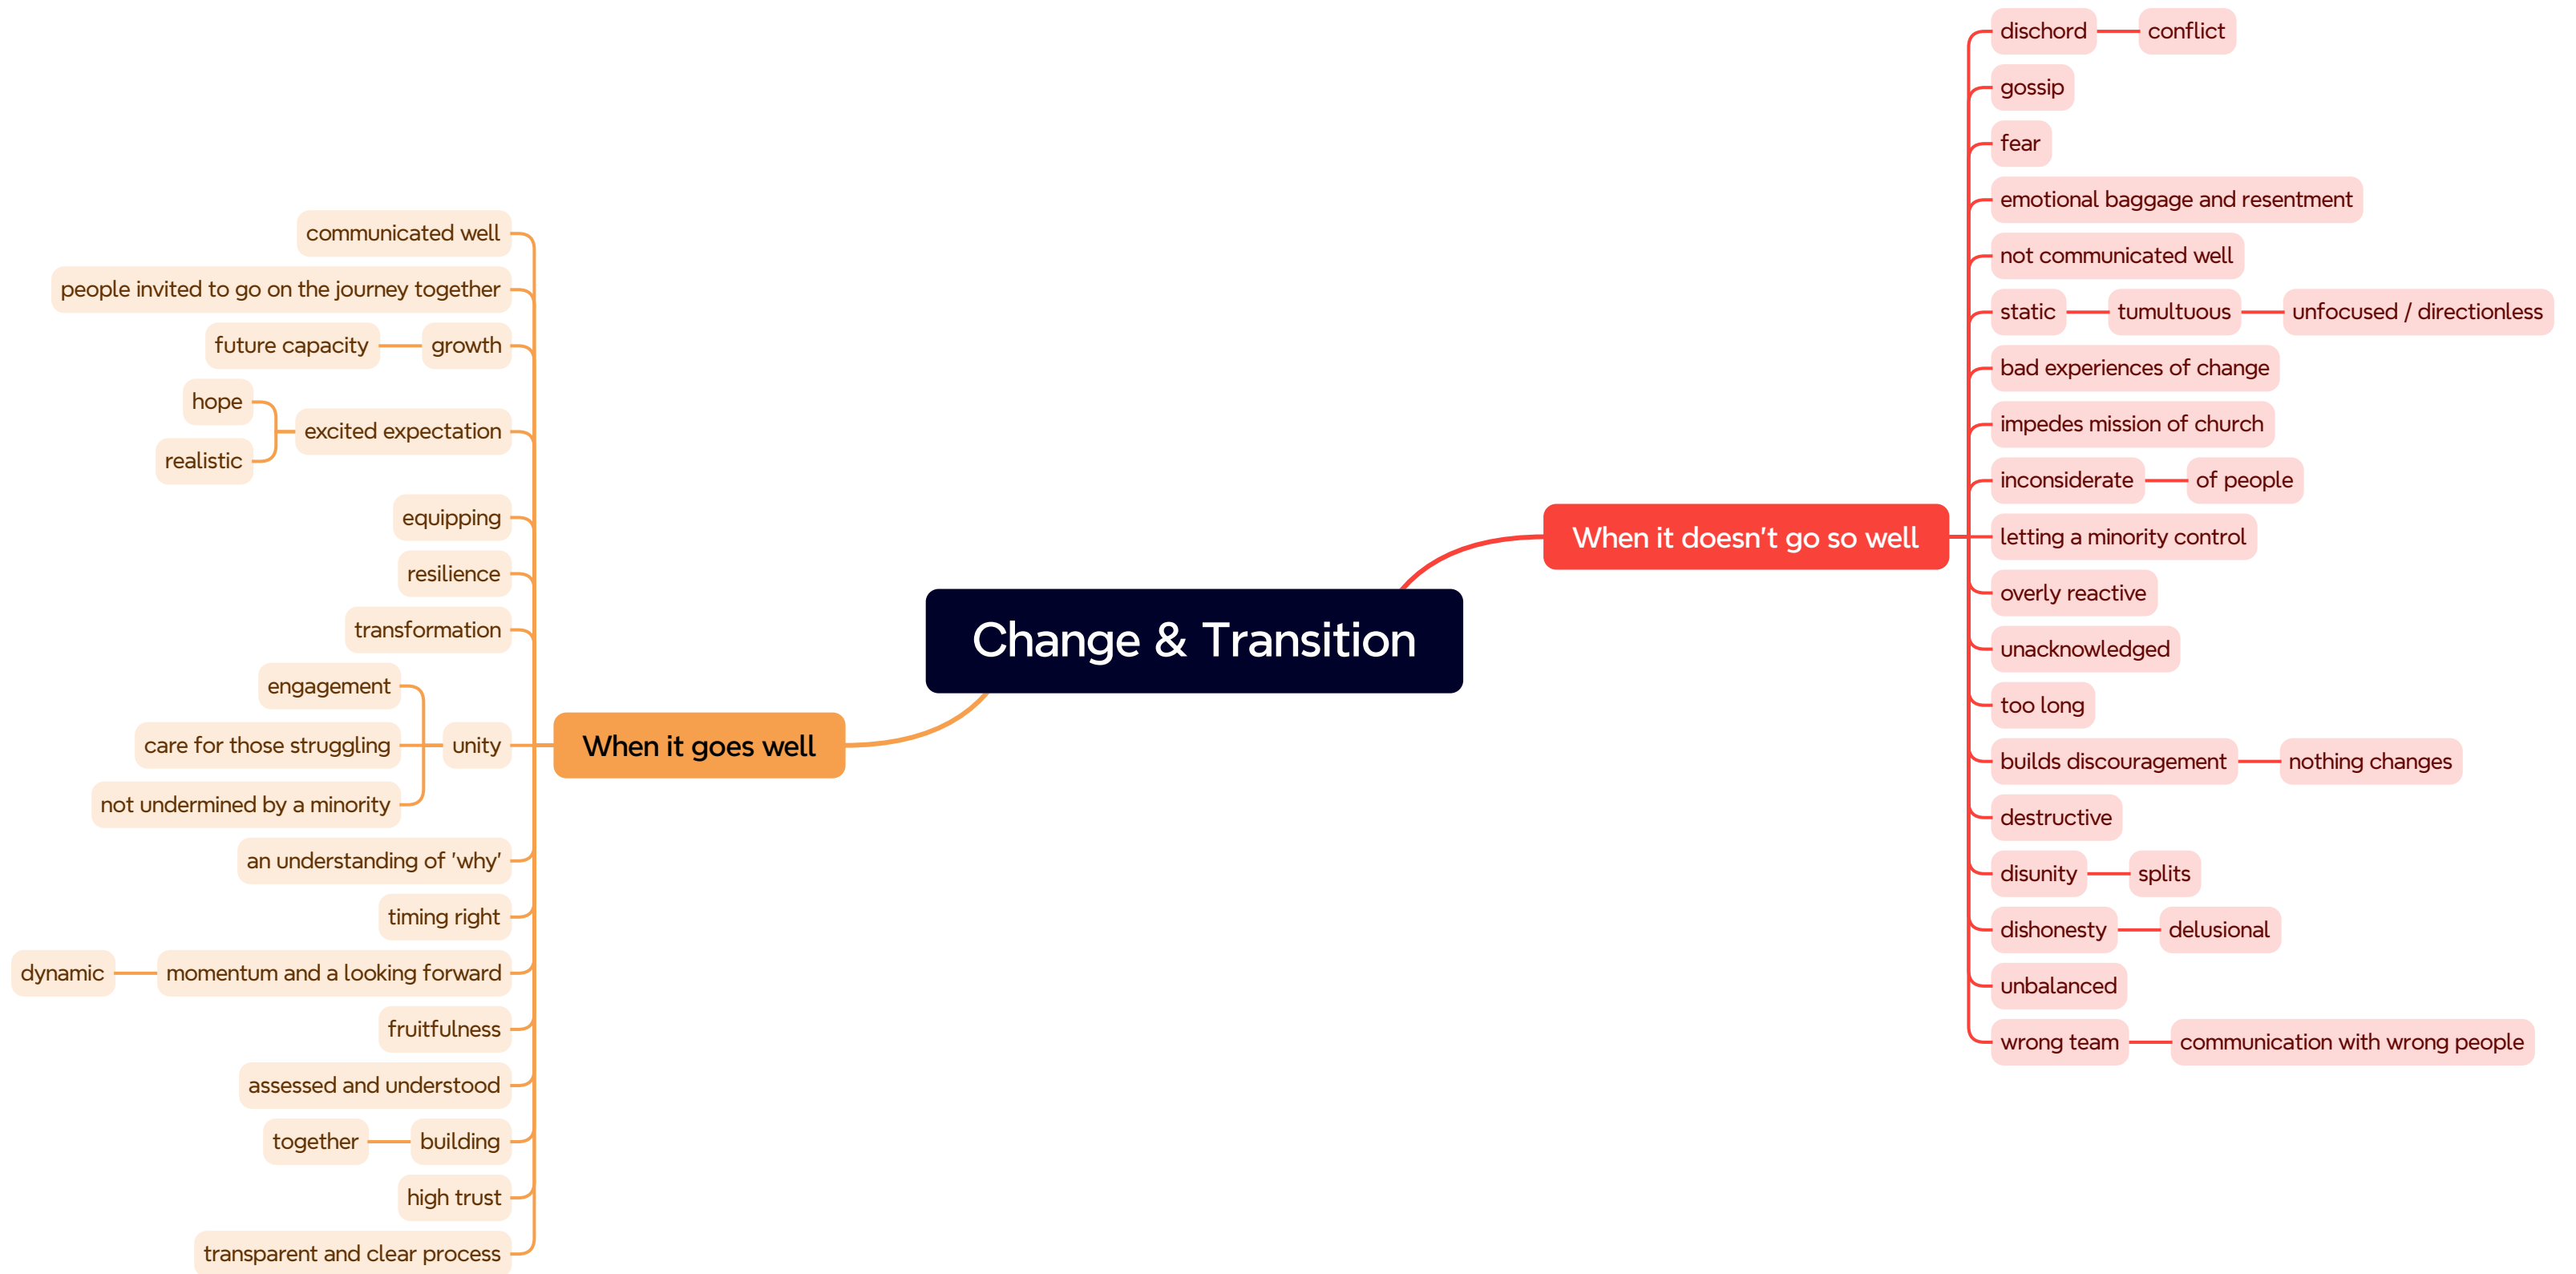 Change & Transition
When it goes well
communicated well
people invited to go on the journey together
growth
future capacity
excited expectation
hope
realistic
equipping
resilience
transformation
unity
engagement
care for those struggling
not undermined by a minority
an understanding of 'why'
timing right
momentum and a looking forward
dynamic
fruitfulness
assessed and understood
building
together
high trust
transparent and clear process
When it doesn't go so well
dischord
conflict
gossip
fear
emotional baggage and resentment
not communicated well
static
tumultuous
unfocused / directionless
bad experiences of change
impedes mission of church
inconsiderate
of people
letting a minority control
overly reactive
unacknowledged
too long
builds discouragement
nothing changes
destructive
disunity
splits
dishonesty
delusional
unbalanced
wrong team
communication with wrong people